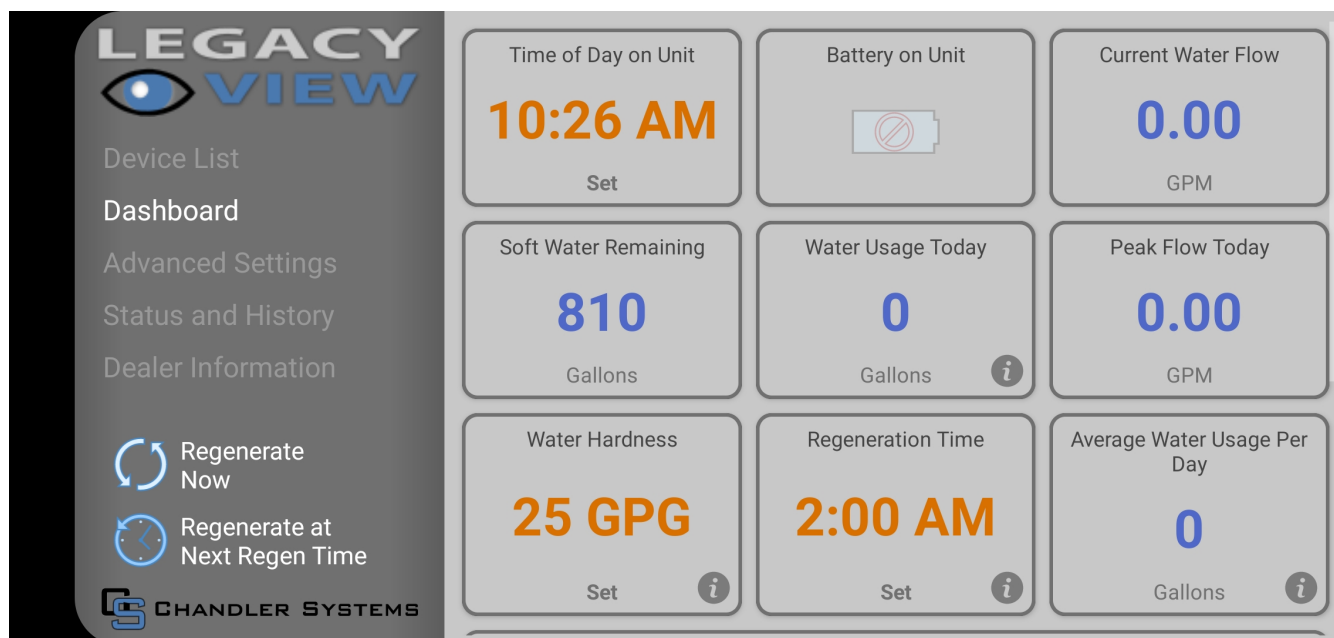 LEGACY
VIEW
Device List
Dashboard
Advanced Settings
Status and History
Dealer Information
Regenerate
Now
Regenerate at
Next Regen Time
CS CHANDLER SYSTEMS
Time of Day on Unit
10:26 AM
Set
Battery on Unit
Current Water Flow
0.00
GPM
Soft Water Remaining
810
Gallons
Water Usage Today
0
Gallons
i
Peak Flow Today
0.00
GPM
Water Hardness
25 GPG
Set
i
Regeneration Time
2:00 AM
Set
i
Average Water Usage Per
Day
0
Gallons
i